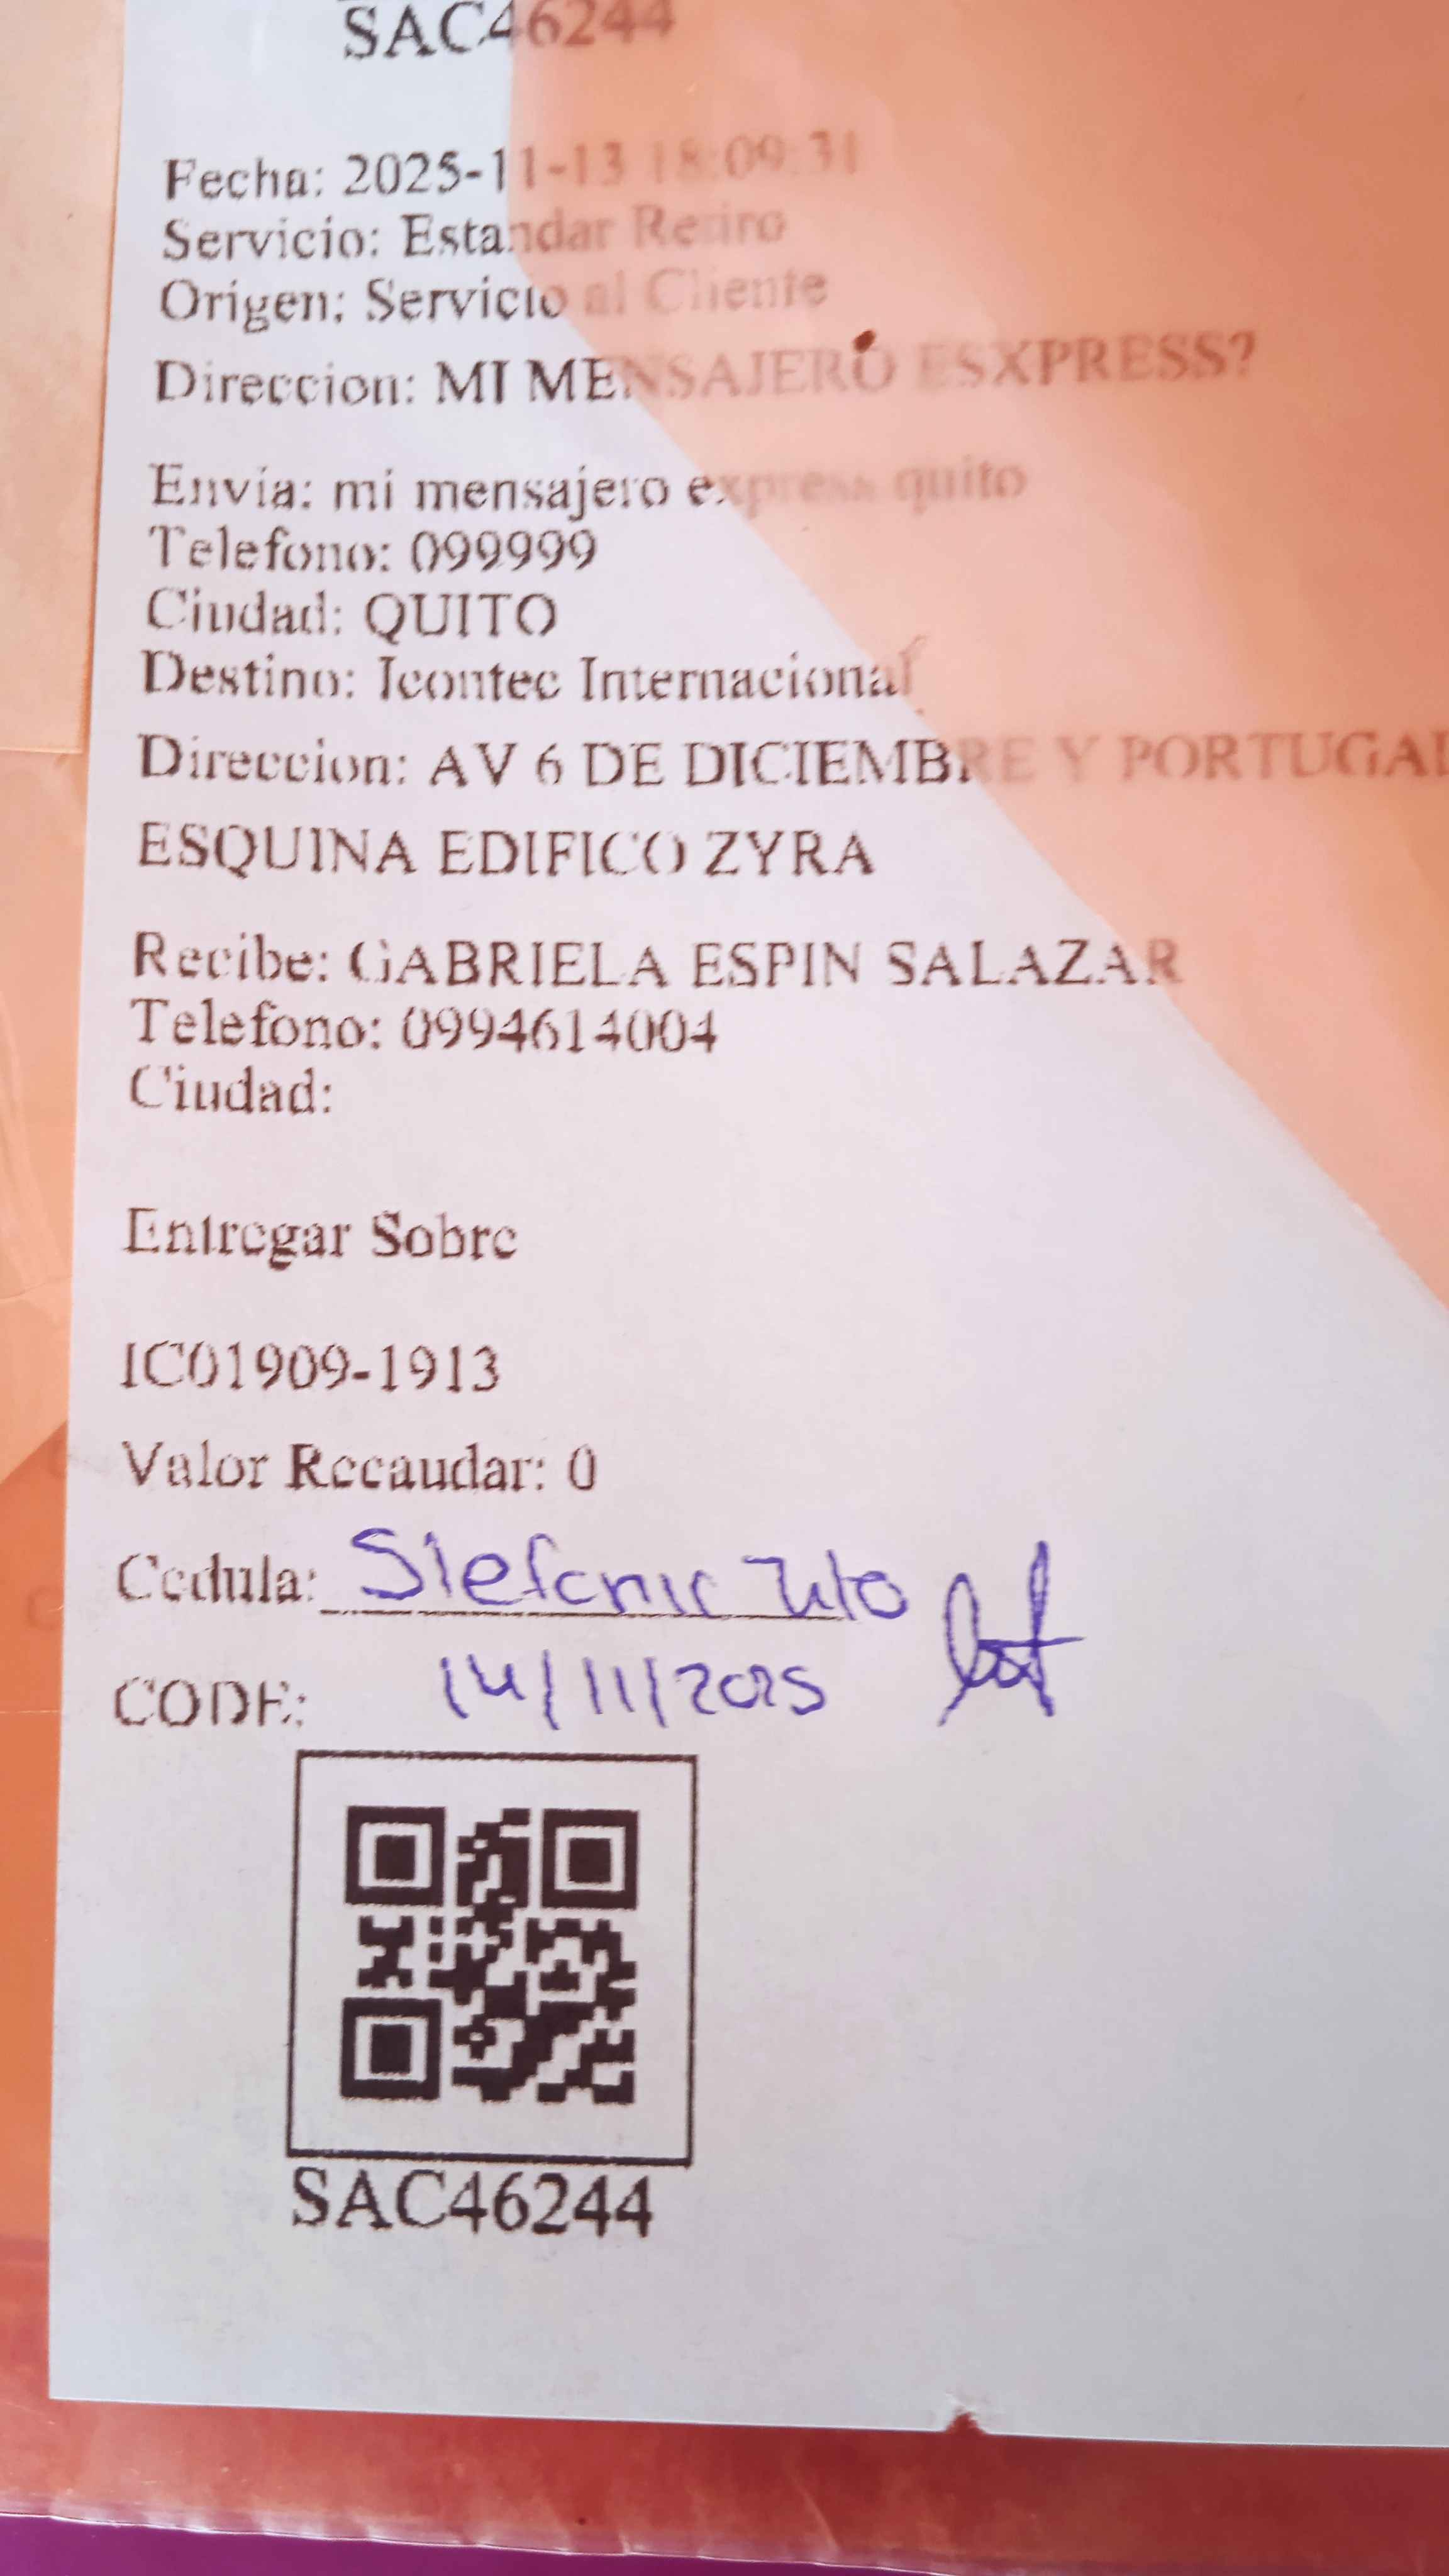 SAC46244
Fecha: 2025-11-13 18:09:31
Servicio: Estandar Retiro
Origen: Servicio al Cliente
Direccion: MI MENSAJERO ESXPRESS?
Envia: mi mensajero express quito
Telefono: 099999
Ciudad: QUITO
Destino: Icontec Internacional
Direccion: AV 6 DE DICIEMBRE Y PORTUGAL
ESQUINA EDIFICO ZYRA
Recibe: GABRIELA ESPIN SALAZAR
Telefono: 0994614004
Ciudad:
Entregar Sobre
IC01909-1913
Valor Recaudar: 0
Cedula:
CODE: 14/11/2025
SAC46244